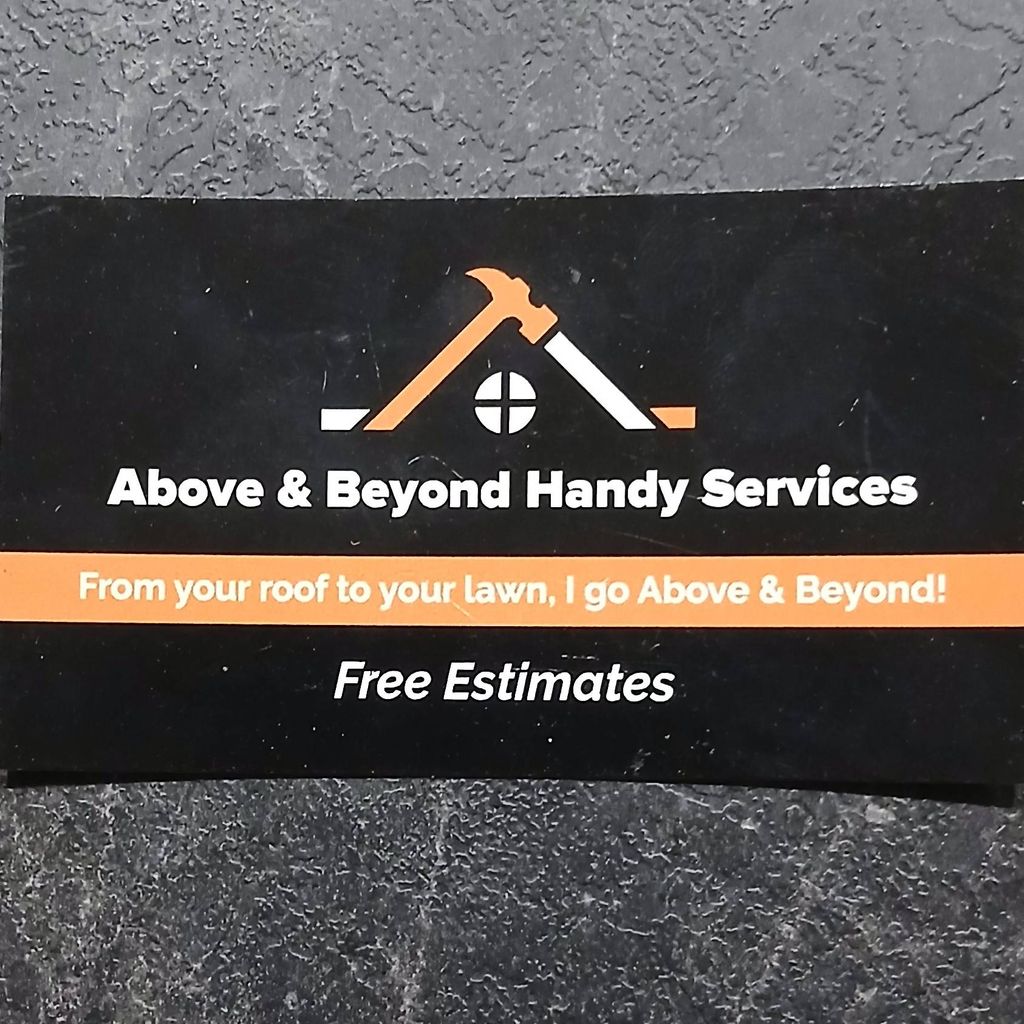 Above & Beyond Handy Services
From your roof to your lawn, I go Above & Beyond!
Free Estimates